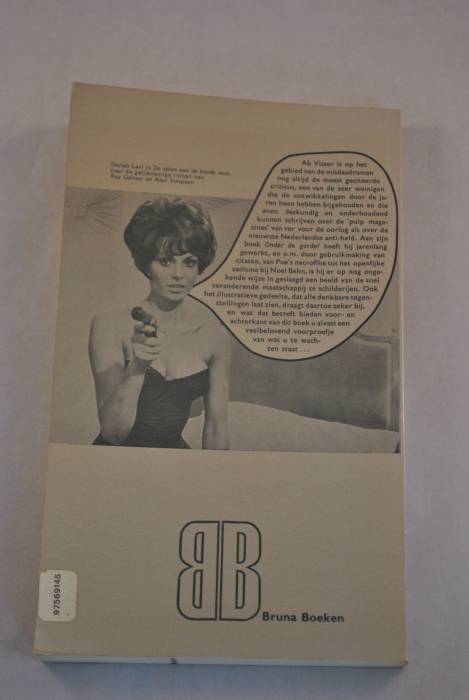 Daliah Lavi in De spion met de koude neus,
naar de gelijknamige roman van
Ray Galton en Alan Simpson
Ab Visser is op het
gebied van de misdaadroman
nog altijd de meest geciteerde
criticus, een van de zeer weinigen
die de ontwikkelingen door de ja-
ren heen hebben bijgehouden en die
even deskundig en onderhoudend
kunnen schrijven over de 'pulp maga-
zines' van ver voor de oorlog als over de
nieuwste Nederlandse anti-held. Aan zijn
boek Onder de gordel heeft hij jarenlang
gewerkt, en o.m. door gebruikmaking van
citaten, van Poe's necrofilie tot het openlijke
sadisme bij Noel Behn, is hij er op nog onge-
kende wijze in geslaagd een beeld van de snel
veranderende maatschappij te schilderijen. Ook
het illustratieve gedeelte, dat alle denkbare tegen-
stellingen laat zien, draagt daartoe zeker bij,
en wat dat betreft bieden voor- en
achterkant van dit boek u alvast een
veelbelovend voorproefje
van wat u te wach-
ten staat...
BB
Bruna Boeken
97569145